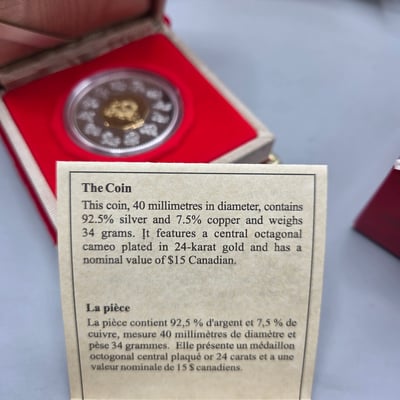 The Coin
This coin, 40 millimetres in diameter, contains
92.5% silver and 7.5% copper and weighs
34 grams. It features a central octagonal
cameo plated in 24-karat gold and has a
nominal value of $15 Canadian.
La pièce
La pièce contient 92,5 % d'argent et 7,5 % de
cuivre, mesure 40 millimètres de diamètre et
pèse 34 grammes. Elle présente un médaillon
octogonal central plaqué or 24 carats et a une
valeur nominale de 15 $ canadiens.